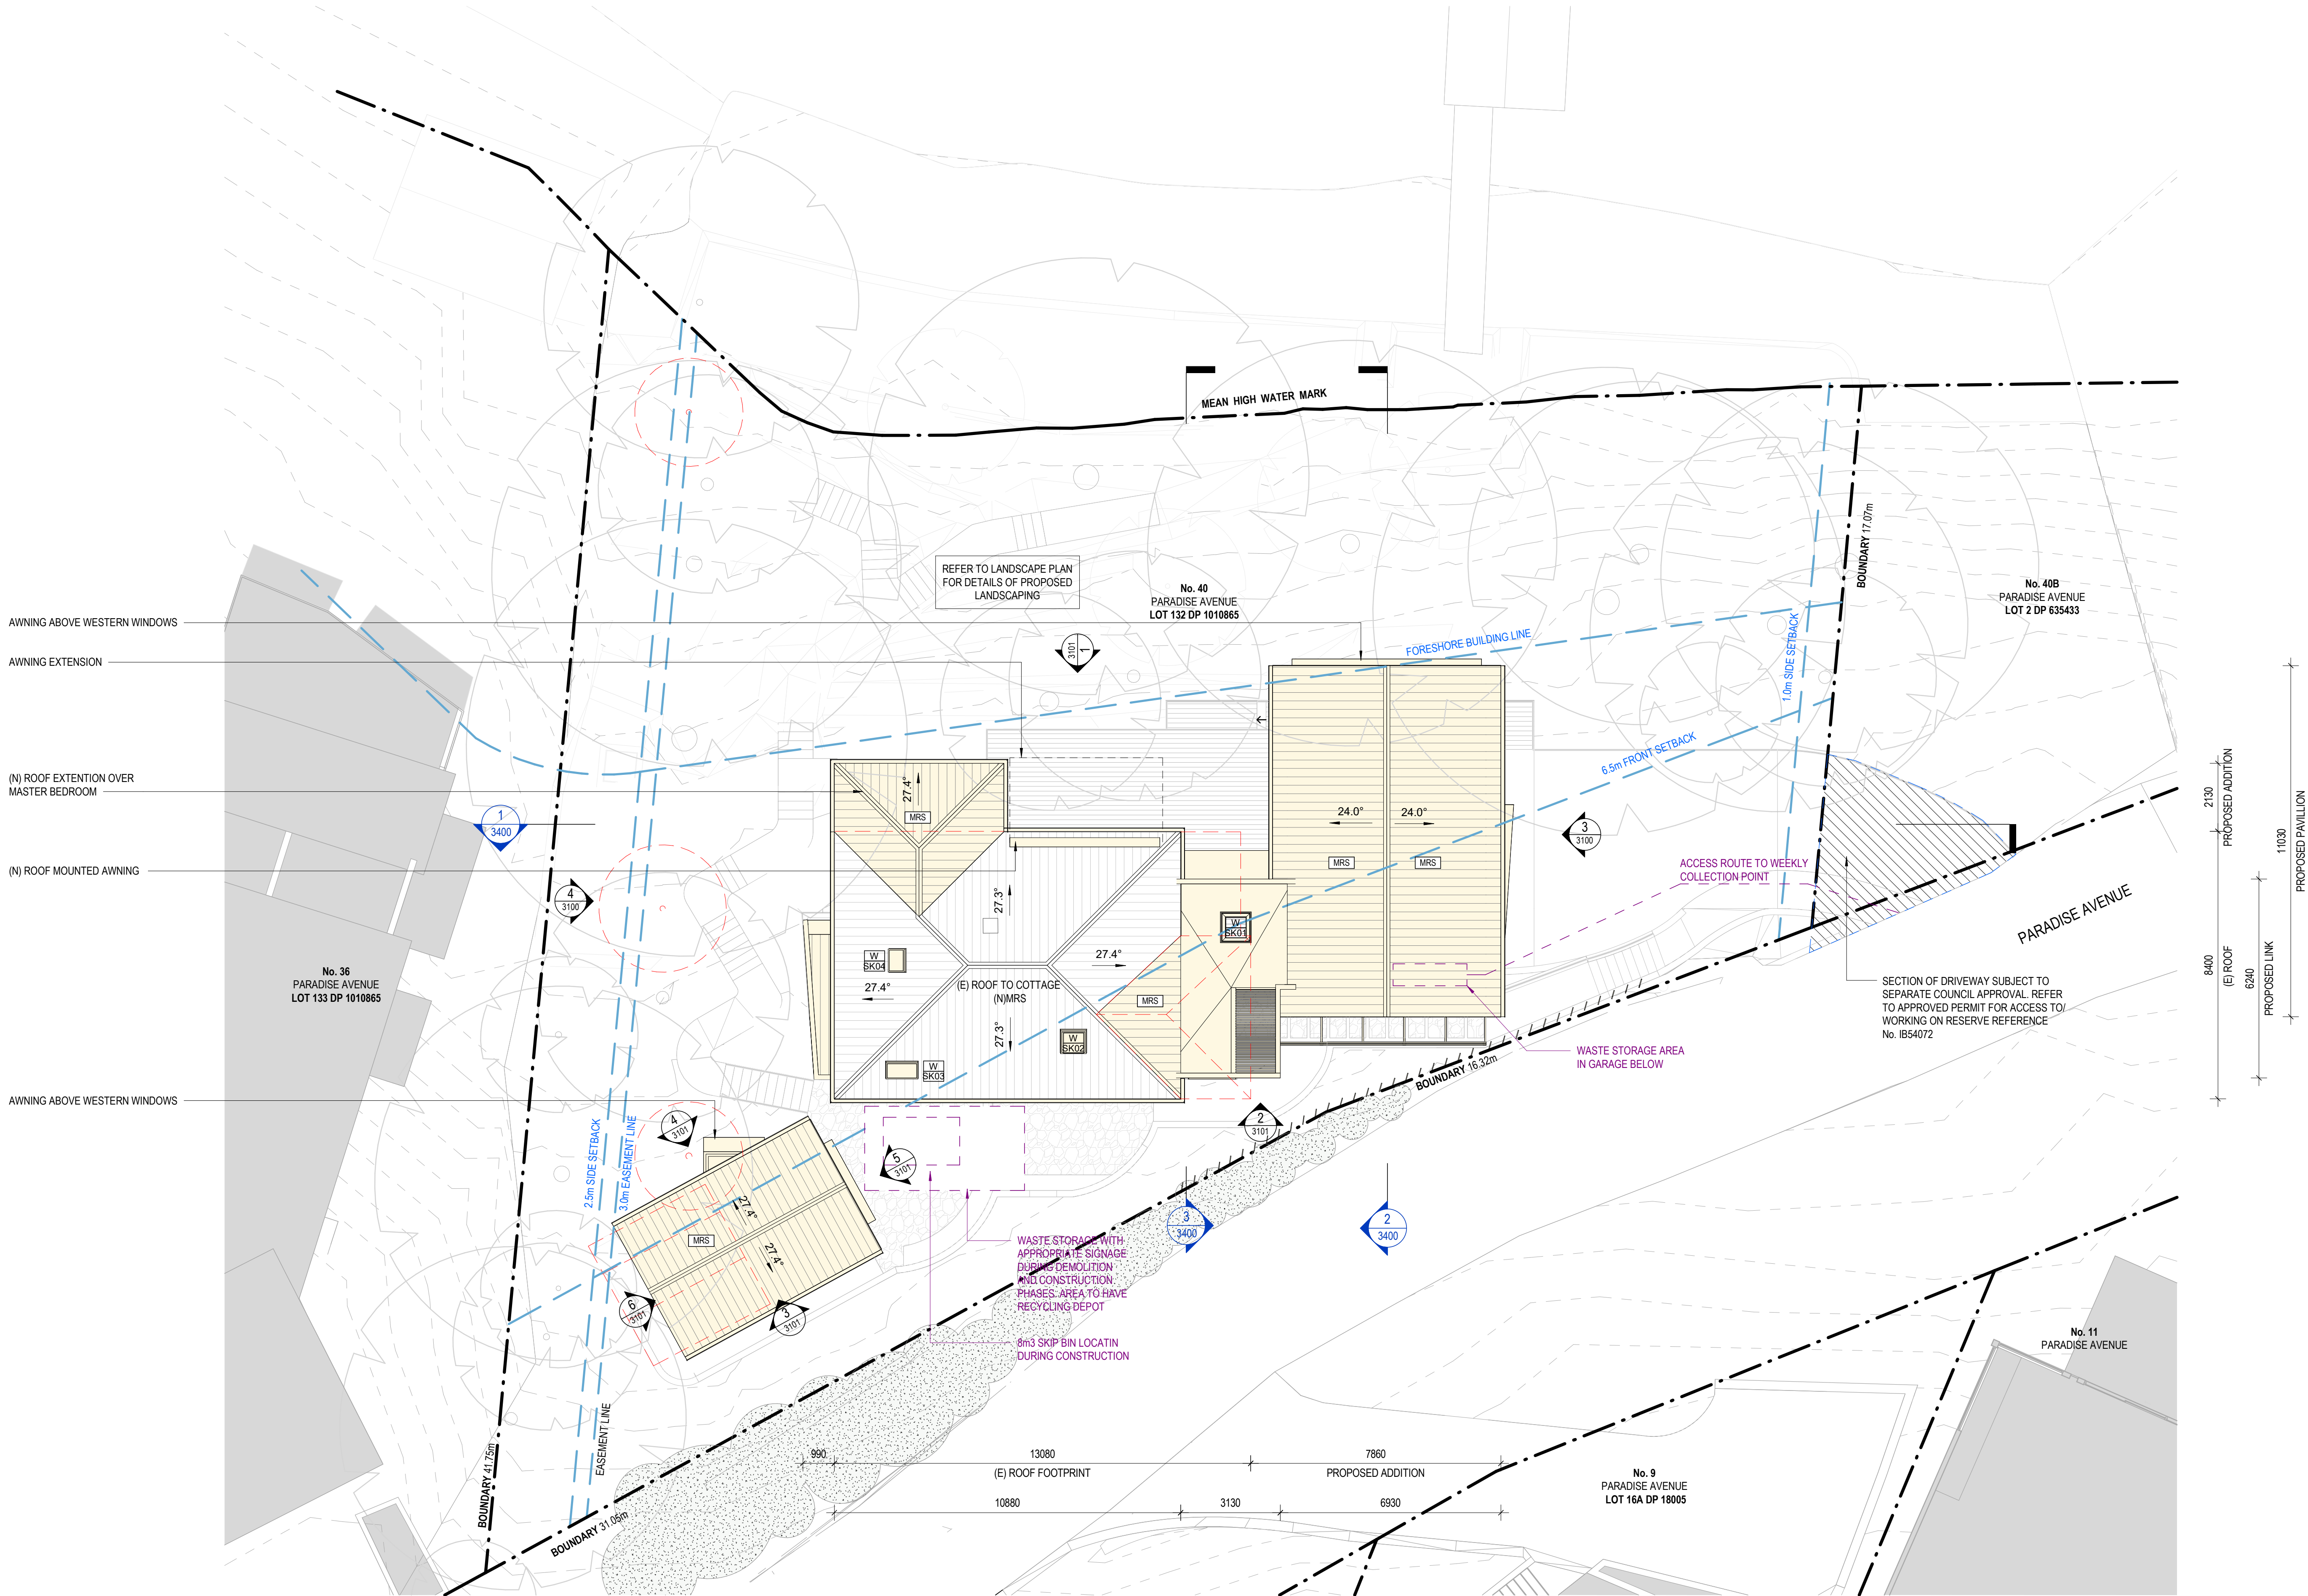 MEAN HIGH WATER MARK
BOUNDARY 17.07m
REFER TO LANDSCAPE PLAN
FOR DETAILS OF PROPOSED
LANDSCAPING
No. 40
PARADISE AVENUE
LOT 132 DP 1010865
No. 40B
PARADISE AVENUE
LOT 2 DP 635433
AWNING ABOVE WESTERN WINDOWS
AWNING EXTENSION
(N) ROOF EXTENTION OVER
MASTER BEDROOM
(N) ROOF MOUNTED AWNING
AWNING ABOVE WESTERN WINDOWS
3101
1
FORESHORE BUILDING LINE
1.0m SIDE SETBACK
6.5m FRONT SETBACK
1
3400
4
3100
3
3100
27.4°
MRS
24.0°
24.0°
MRS
MRS
ACCESS ROUTE TO WEEKLY
COLLECTION POINT
PARADISE AVENUE
2130
PROPOSED ADDITION
11030
PROPOSED PAVILLION
8400
(E) ROOF
6240
PROPOSED LINK
27.3°
W
SK01
W
SK04
27.4°
27.4°
(E) ROOF TO COTTAGE
(N)MRS
MRS
27.3°
W
SK02
W
SK03
No. 36
PARADISE AVENUE
LOT 133 DP 1010865
SECTION OF DRIVEWAY SUBJECT TO
SEPARATE COUNCIL APPROVAL. REFER
TO APPROVED PERMIT FOR ACCESS TO/
WORKING ON RESERVE REFERENCE
No. IB54072
WASTE STORAGE AREA
IN GARAGE BELOW
BOUNDARY 16.32m
2.5m SIDE SETBACK
3.0m EASEMENT LINE
4
3101
5
3101
2
3101
27.4°
MRS
27.4°
6
3101
3
3101
3
3400
2
3400
WASTE STORAGE WITH
APPROPRIATE SIGNAGE
DURING DEMOLITION
AND CONSTRUCTION
PHASES. AREA TO HAVE
RECYCLING DEPOT
8m3 SKIP BIN LOCATIN
DURING CONSTRUCTION
No. 11
PARADISE AVENUE
EASEMENT LINE
BOUNDARY 41.75m
BOUNDARY 31.05m
990
13080
7860
(E) ROOF FOOTPRINT
PROPOSED ADDITION
10880
3130
6930
No. 9
PARADISE AVENUE
LOT 16A DP 18005